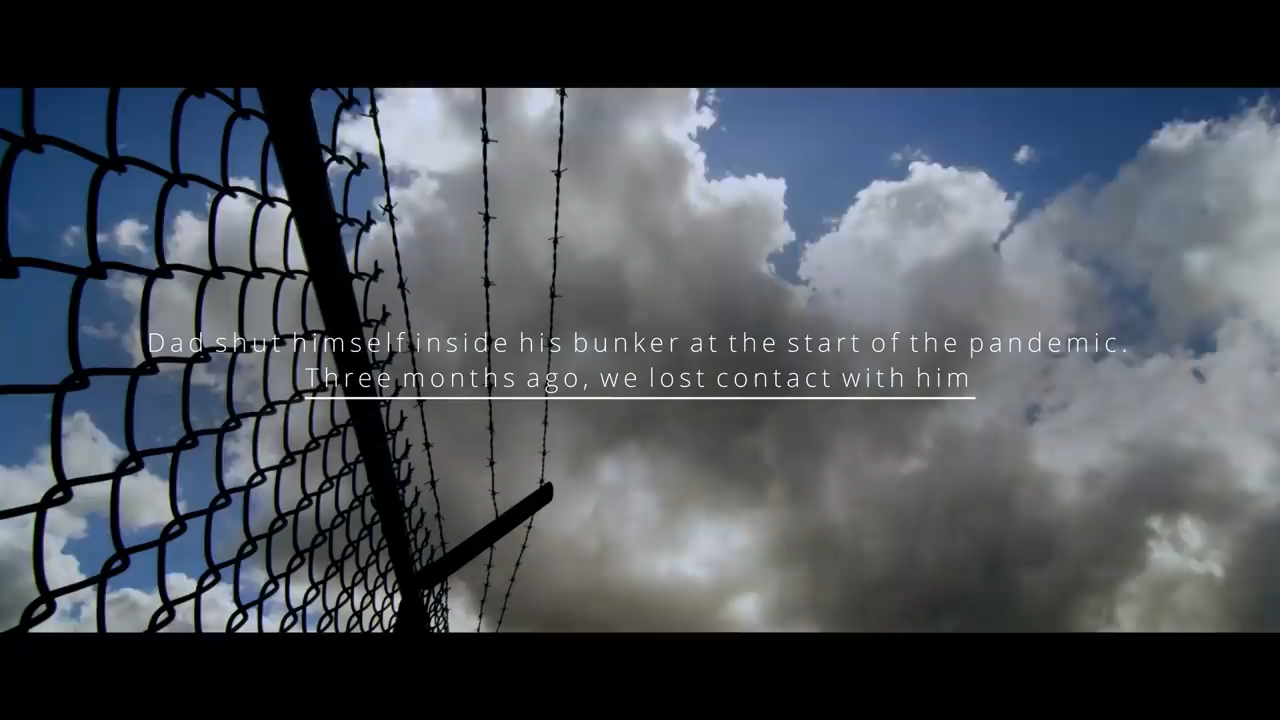 Dad shut himself inside his bunker at the start of the pandemic.
Three months ago, we lost contact with him